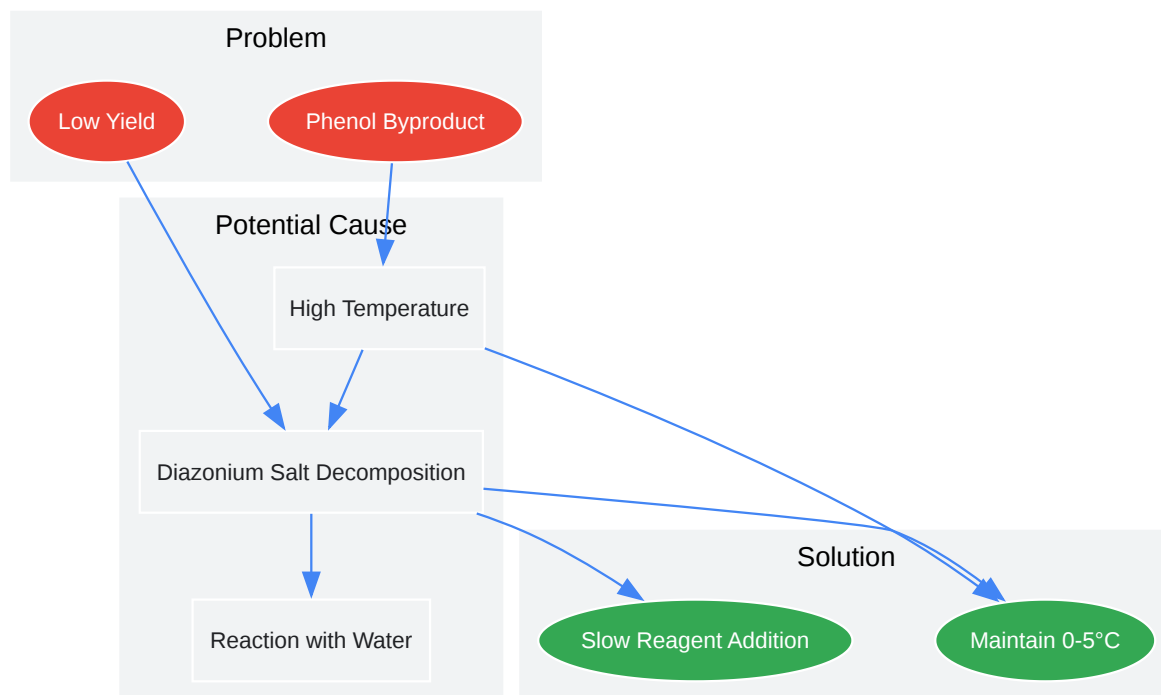 Problem
Low Yield
Phenol Byproduct
Potential Cause
High Temperature
Diazonium Salt Decomposition
Solution
Reaction with Water
Slow Reagent Addition
Maintain 0-5°C